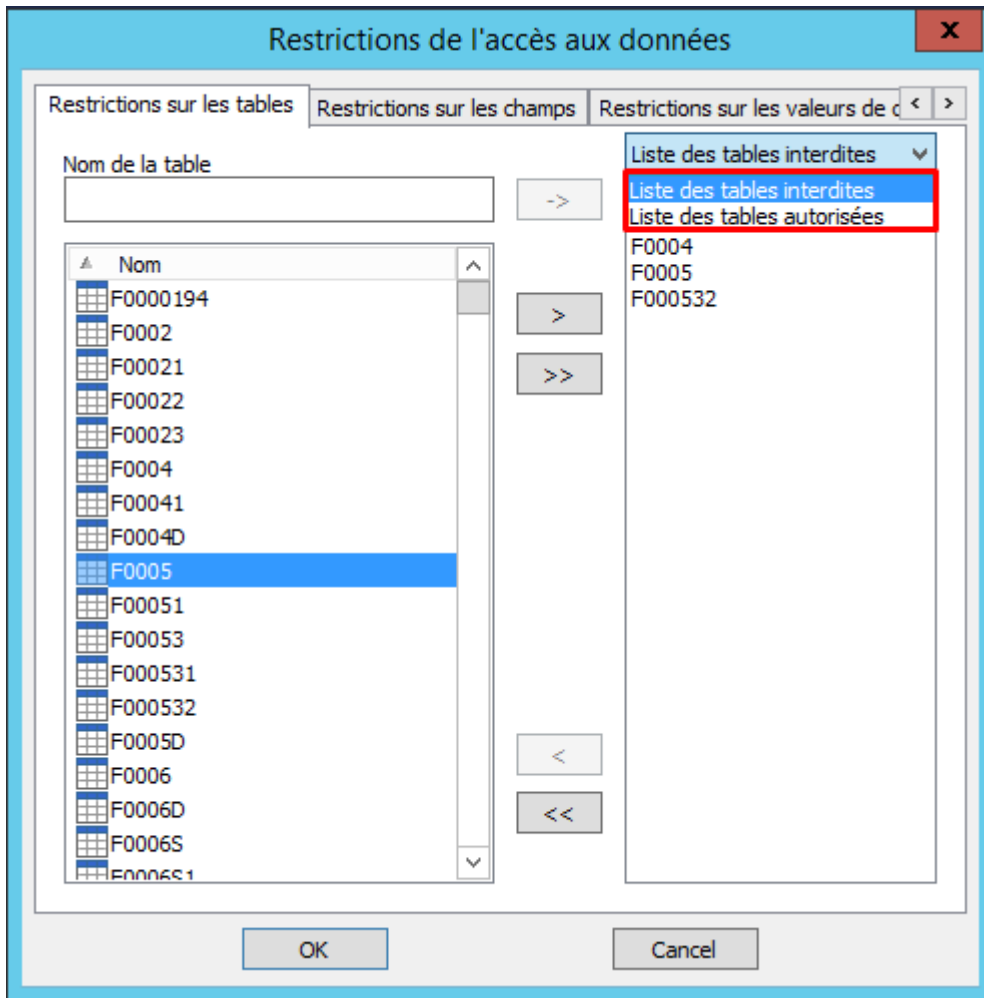 Restrictions de l'accès aux données
x
Restrictions sur les tables
Restrictions sur les champs
Restrictions sur les valeurs de c
< >
Nom de la table
->
Nom
F0000194
F0002
F00021
F00022
F00023
F0004
F00041
F0004D
F0005
F00051
F00053
F000531
F000532
F0005D
F0006
F0006D
F0006S
F0006S1
>
>>
<
<<
Liste des tables interdites
Liste des tables interdites
Liste des tables autorisées
F0004
F0005
F000532
OK
Cancel